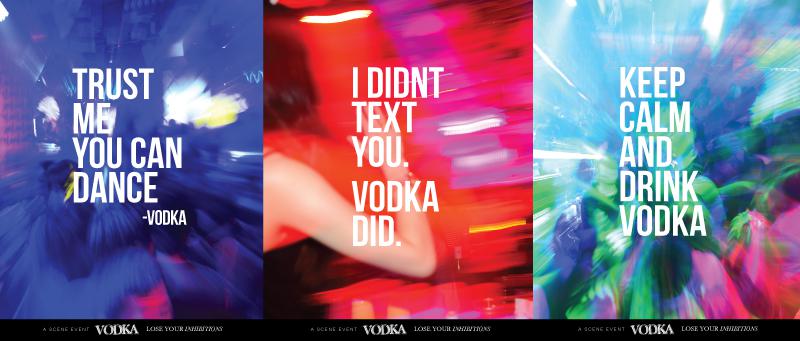 TRUST
ME
YOU CAN
DANCE
-VODKA
A SCENE EVENT VODKA LOSE YOUR INHIBITIONS
I DIDNT
TEXT
YOU.
VODKA
DID.
A SCENE EVENT VODKA LOSE YOUR INHIBITIONS
KEEP
CALM
AND
DRINK
VODKA
A SCENE EVENT VODKA LOSE YOUR INHIBITIONS